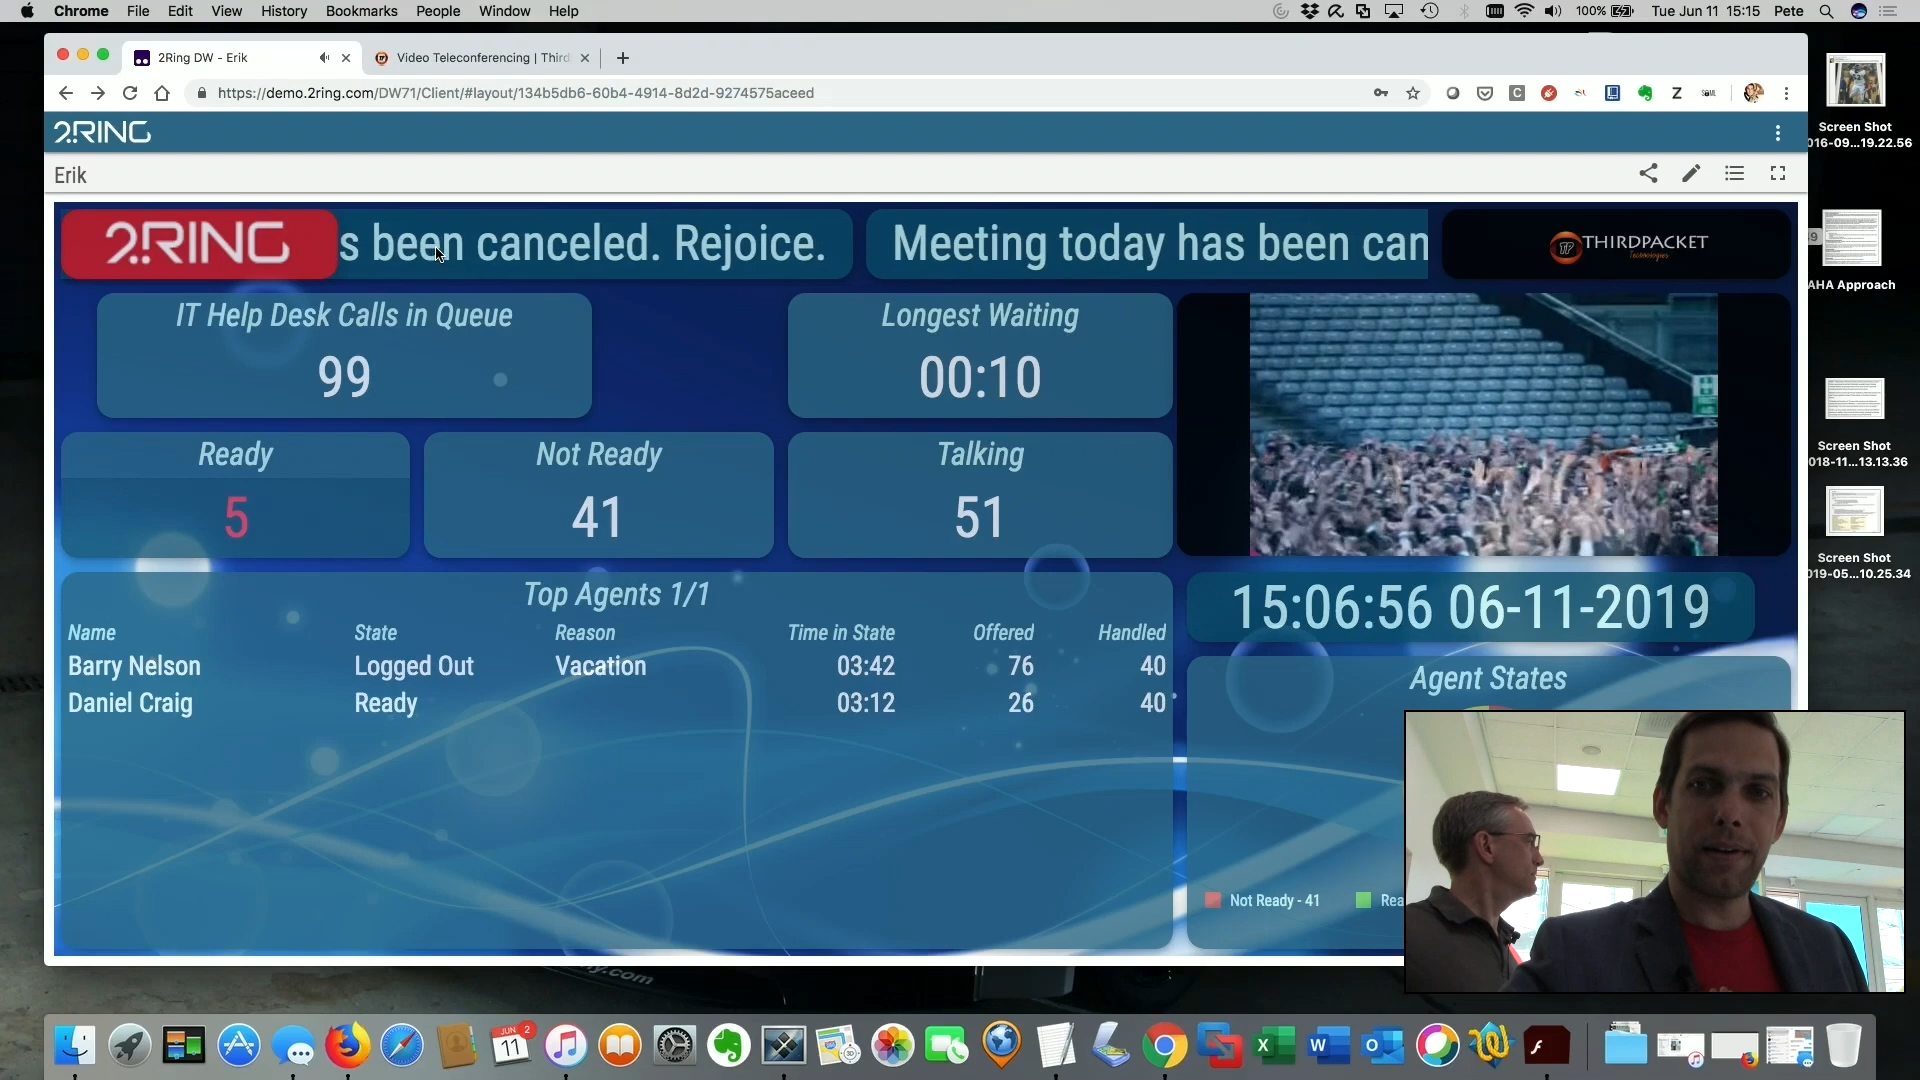 Chrome File Edit View History Bookmarks People Window Help
100% Tue Jun 11 15:15 Pete
2Ring DW - Erik
Video Teleconferencing | Third
https://demo.2ring.com/DW71/Client/#layout/134b5db6-60b4-4914-8d2d-9274575aceed
2RING
Erik
2RING
s been canceled. Rejoice.
Meeting today has been can
THIRDPACKET
Technologies
IT Help Desk Calls in Queue
99
Longest Waiting
00:10
Ready
5
Not Ready
41
Talking
51
Top Agents 1/1
Name State Reason Time in State Offered Handled
Barry Nelson Logged Out Vacation 03:42 76 40
Daniel Craig Ready 03:12 26 40
15:06:56 06-11-2019
Agent States
Not Ready - 41
Rea
Screen Shot
016-09...19.22.56
AHA Approach
Screen Shot
018-11...13.13.36
Screen Shot
019-05...10.25.34
y.com
JUN
2
11